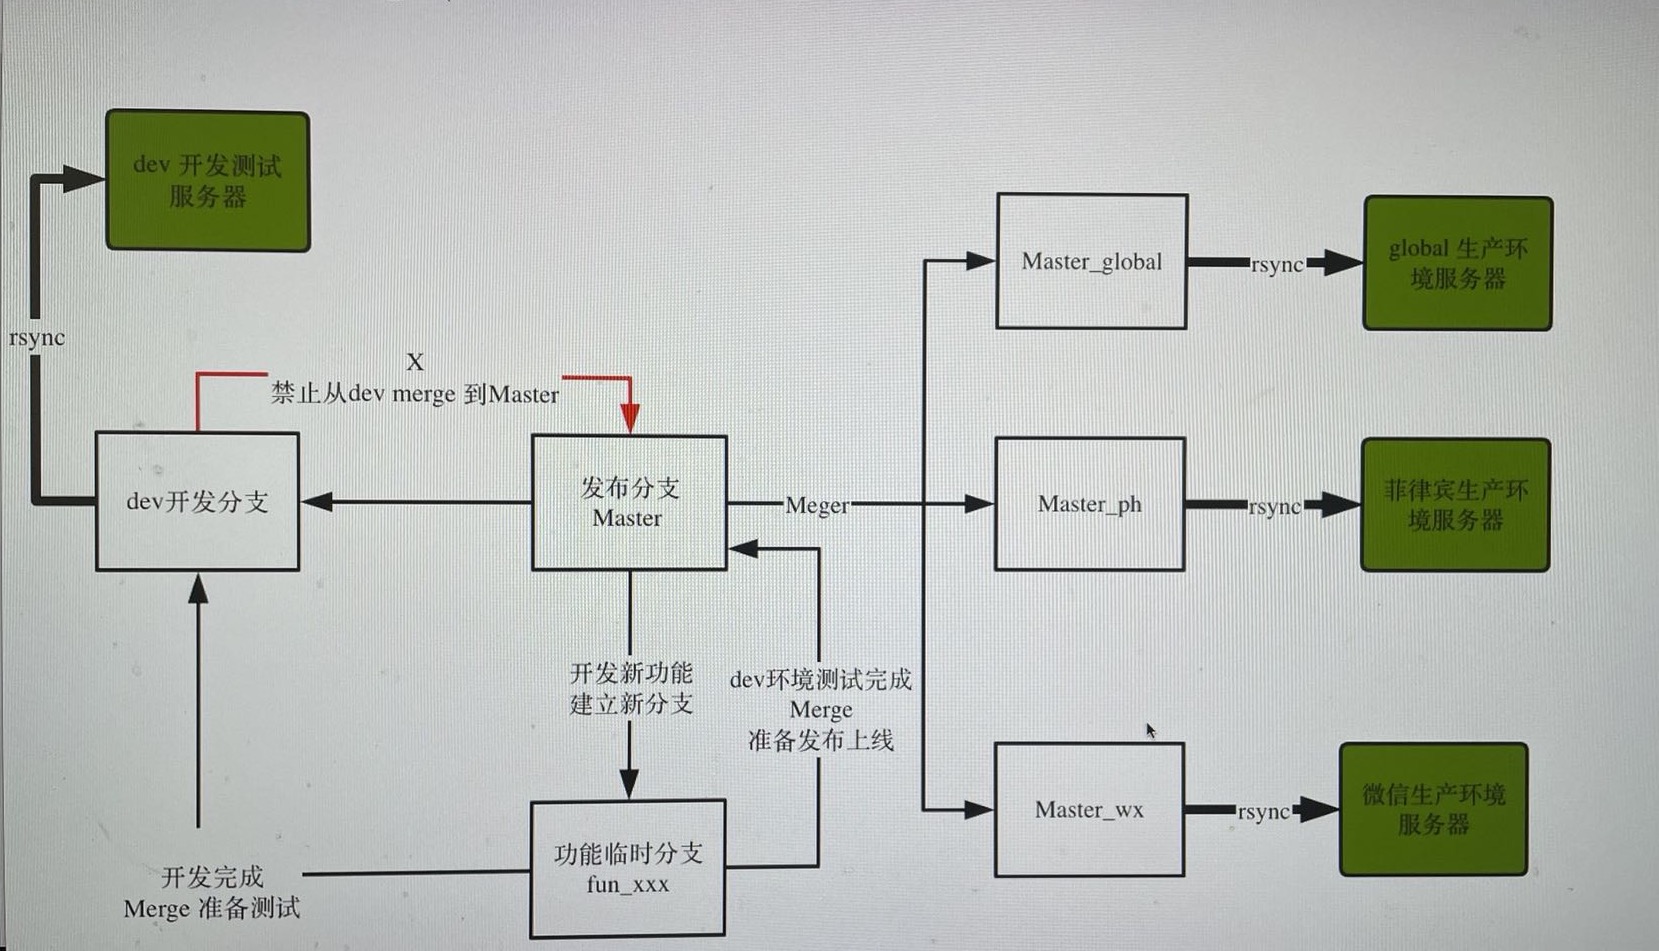 dev 开发测试
服务器
rsync
X
禁止从dev merge 到Master
dev开发分支
发布分支
Master
Meger
Master_global
rsync
global 生产环
境服务器
Master_ph
rsync
菲律宾生产环
境服务器
开发新功能
建立新分支
dev环境测试完成
Merge
准备发布上线
Master_wx
rsync
微信生产环境
服务器
开发完成
Merge 准备测试
功能临时分支
fun_xxx